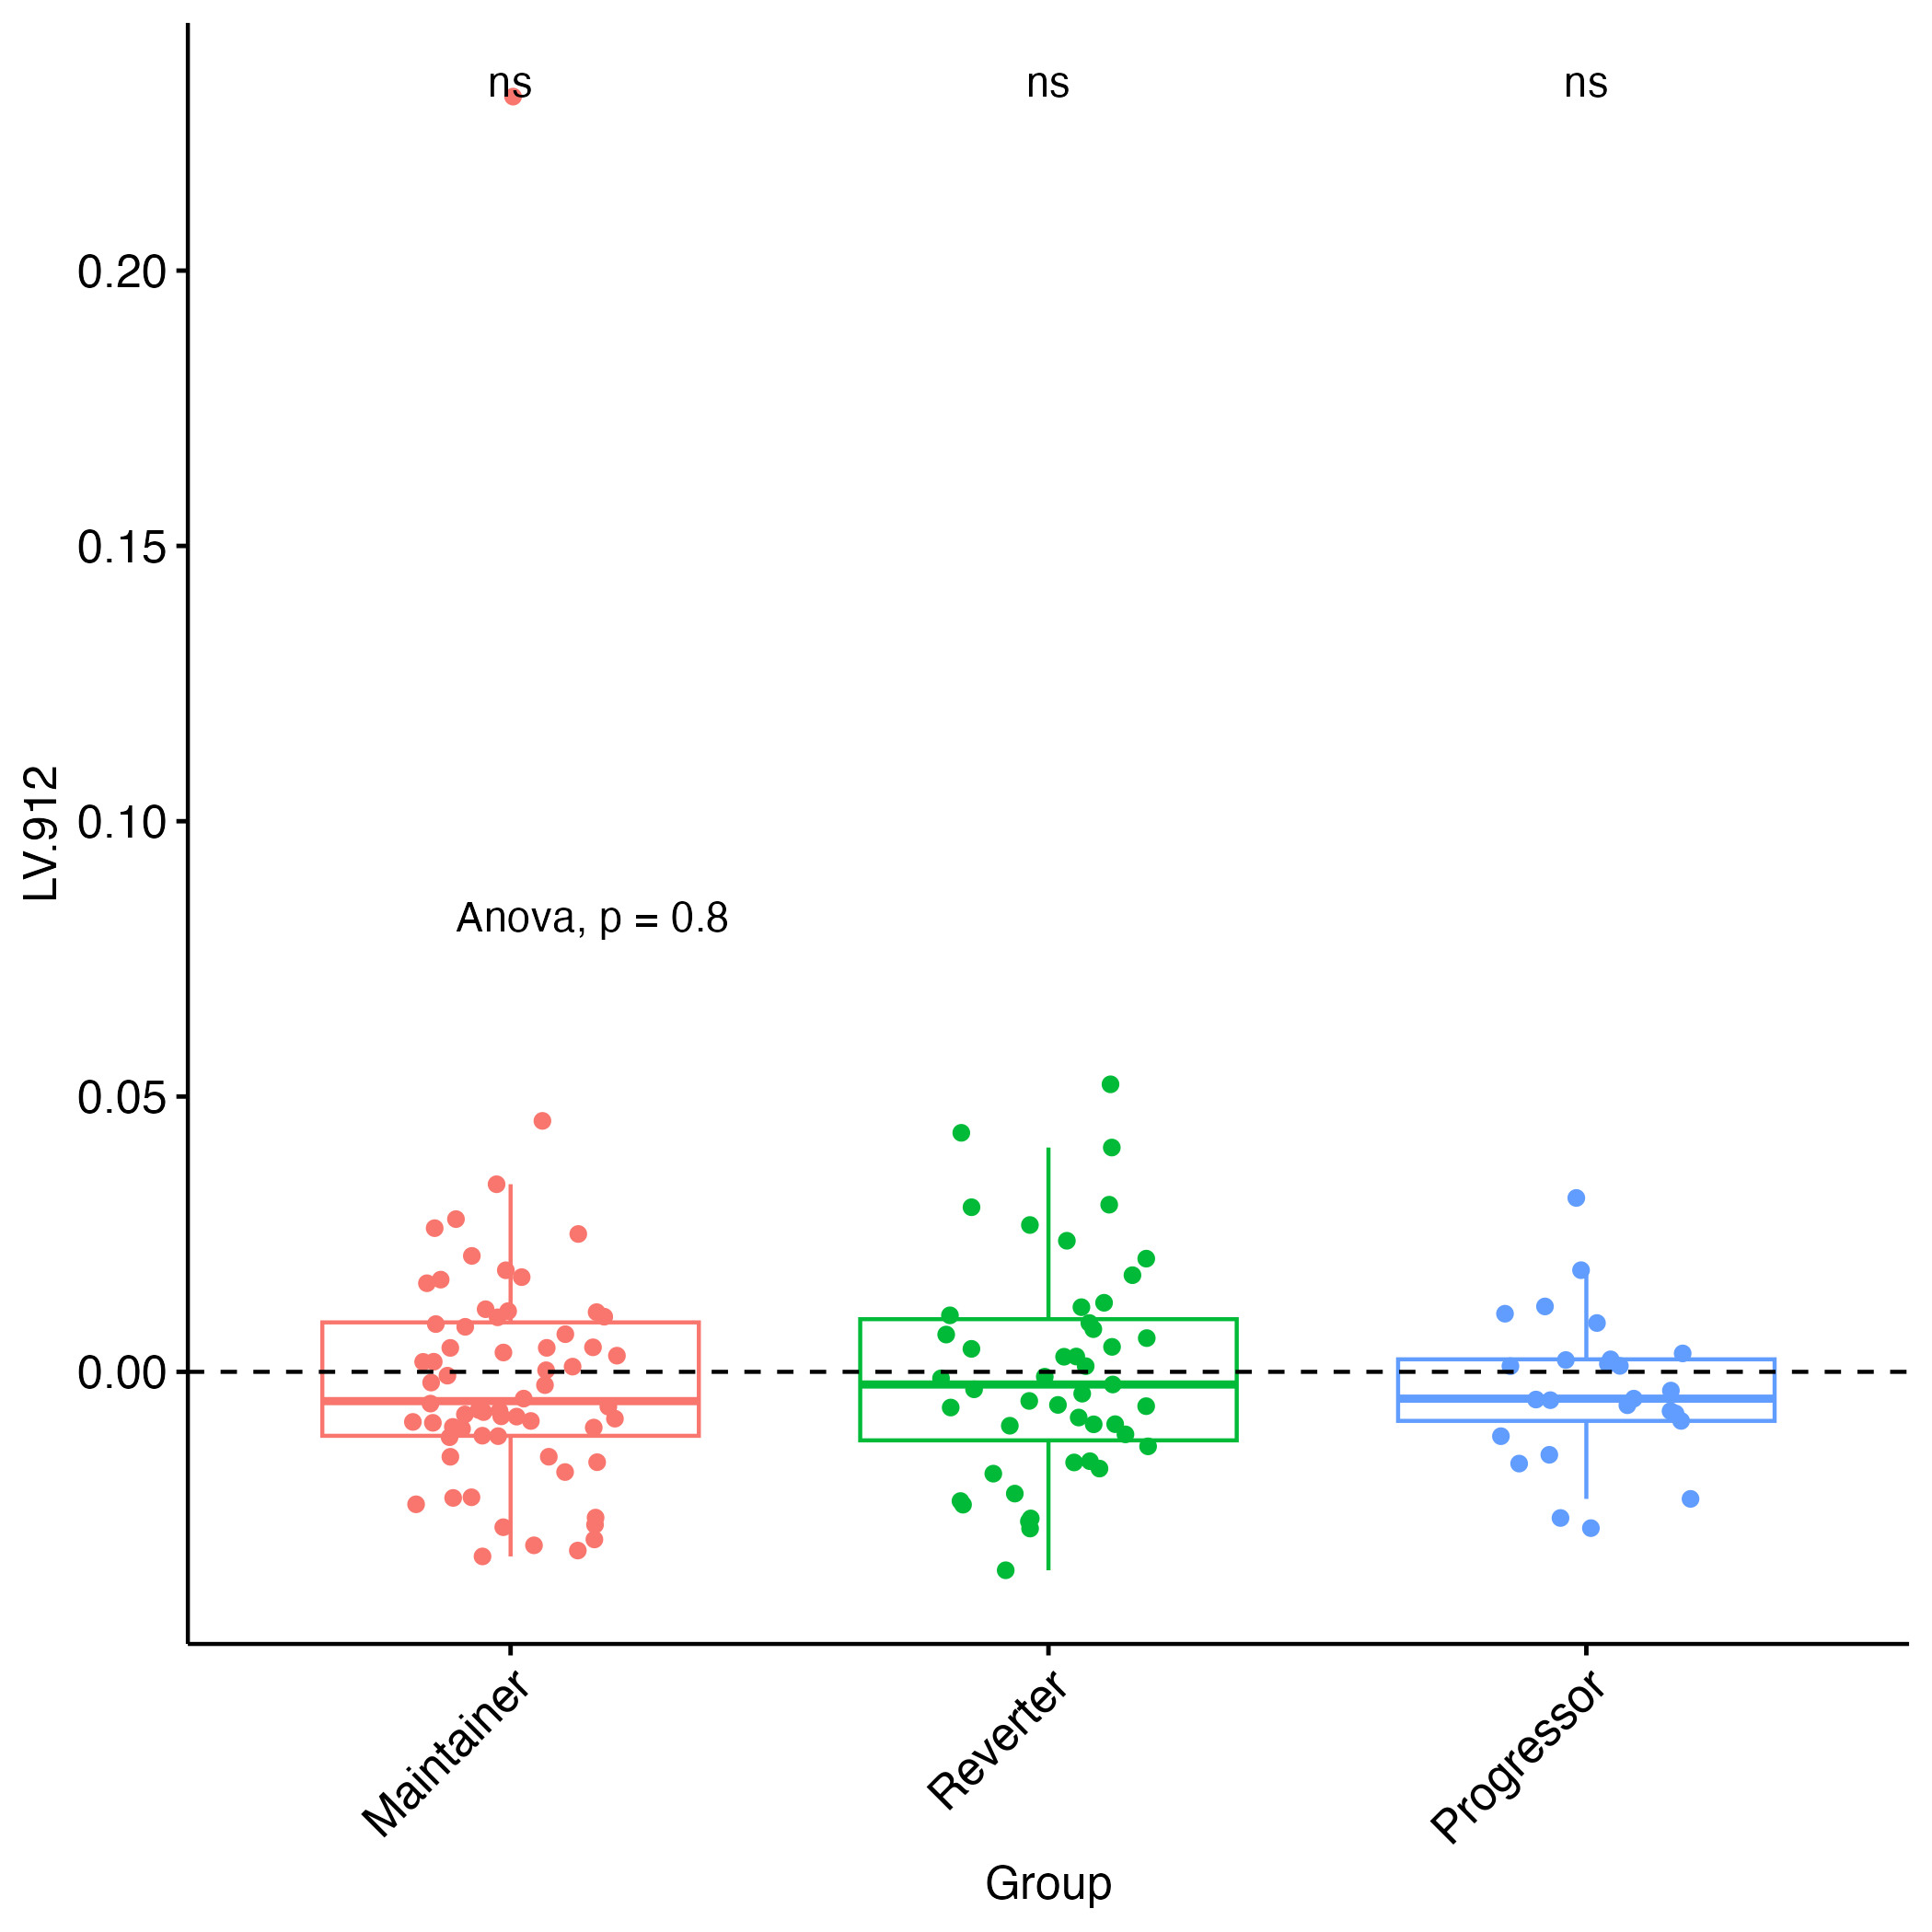 ns ns ns
0.20
0.15
0.10
0.05
0.00
LV.912
Anova, p = 0.8
Maintainer
Reverter
Progressor
Group